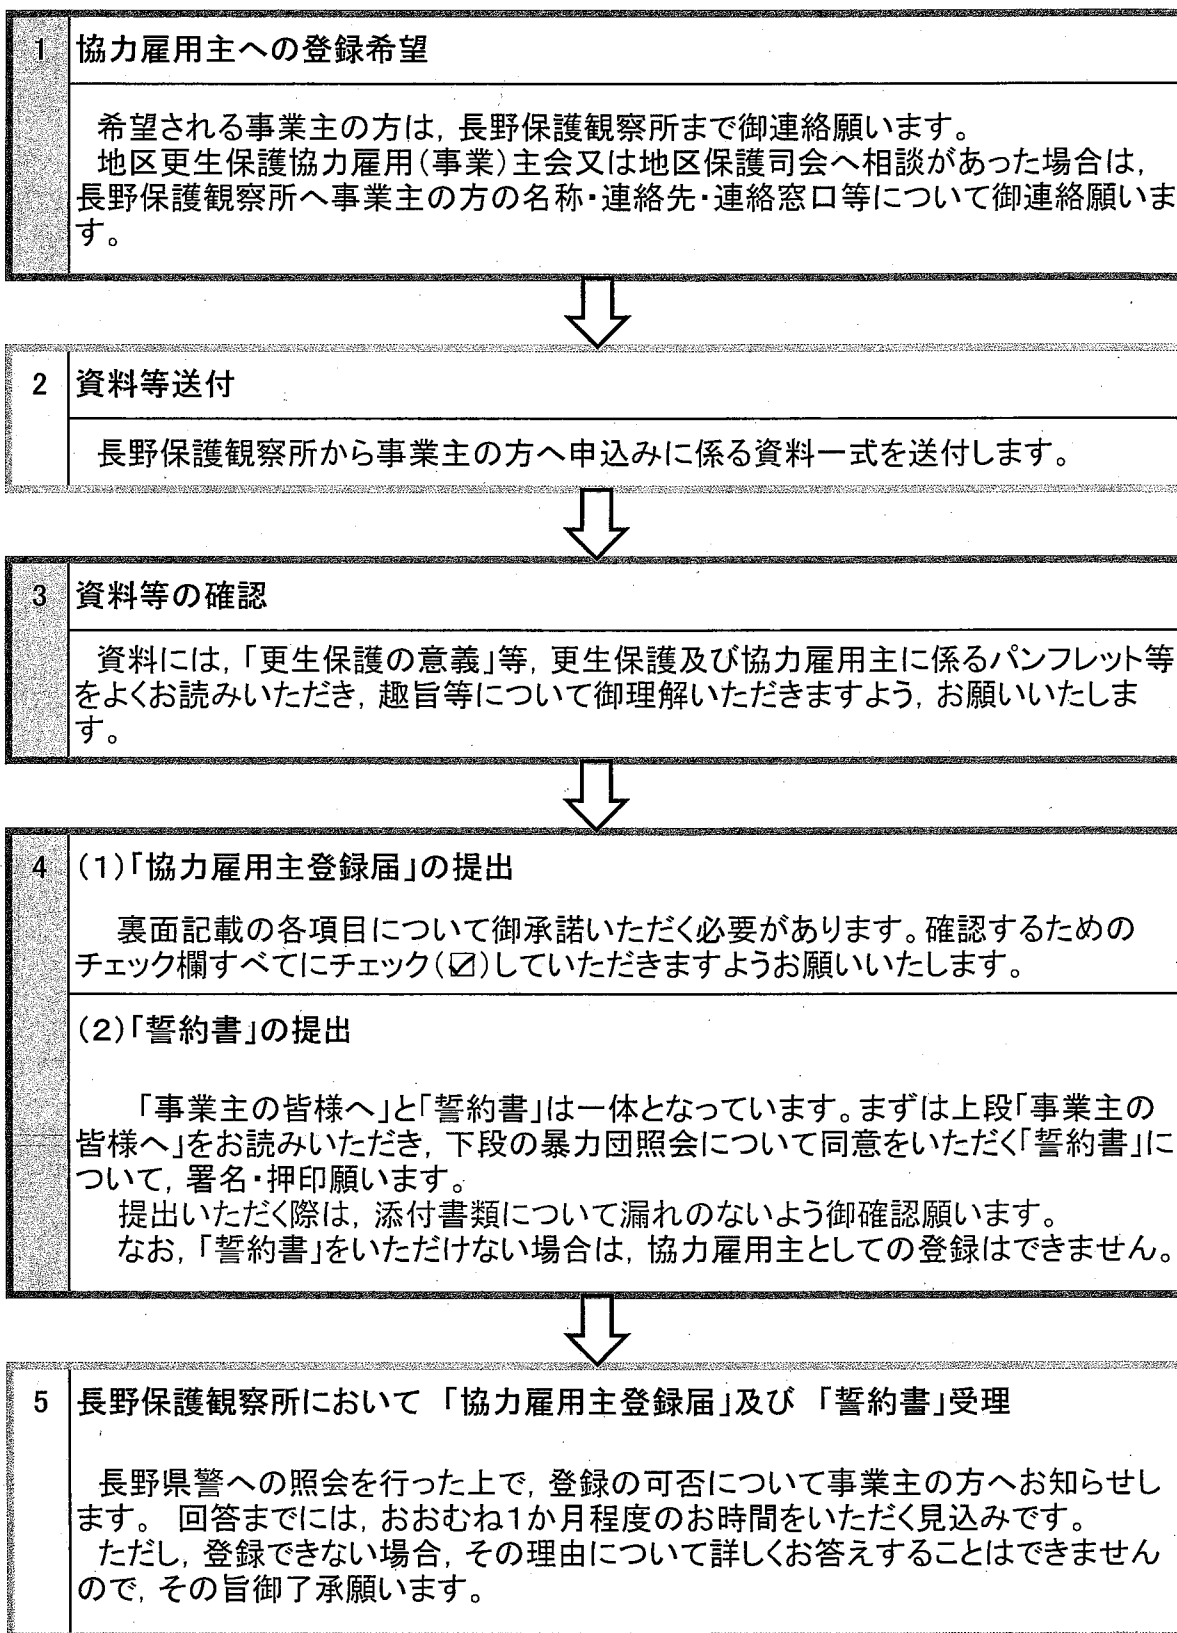 1 協力雇用主への登録希望
希望される事業主の方は，長野保護観察所まで御連絡願います。
地区更生保護協力雇用（事業）主会又は地区保護司会へ相談があった場合は，
長野保護観察所へ事業主の方の名称・連絡先・連絡窓口等について御連絡願いま
す。
2 資料等送付
長野保護観察所から事業主の方へ申込みに係る資料一式を送付します。
3 資料等の確認
資料には，「更生保護の意義」等，更生保護及び協力雇用主に係るパンフレット等
をよくお読みいただき，趣旨等について御理解いただきますよう，お願いいたしま
す。
4 （1）「協力雇用主登録届」の提出
裏面記載の各項目について御承諾いただく必要があります。確認するための
チェック欄すべてにチェック（☑）していただきますようお願いいたします。
（2）「誓約書」の提出
「事業主の皆様へ」と「誓約書」は一体となっています。まずは上段「事業主の
皆様へ」をお読みいただき，下段の暴力団照会について同意をいただく「誓約書」に
ついて，署名・押印願います。
提出いただく際は，添付書類について漏れのないよう御確認願います。
なお，「誓約書」をいただけない場合は，協力雇用主としての登録はできません。
5 長野保護観察所において 「協力雇用主登録届」及び 「誓約書」受理
長野県警への照会を行った上で，登録の可否について事業主の方へお知らせし
ます。 回答までには，おおむね1か月程度のお時間をいただく見込みです。
ただし，登録できない場合，その理由について詳しくお答えすることはできません
ので，その旨御了承願います。